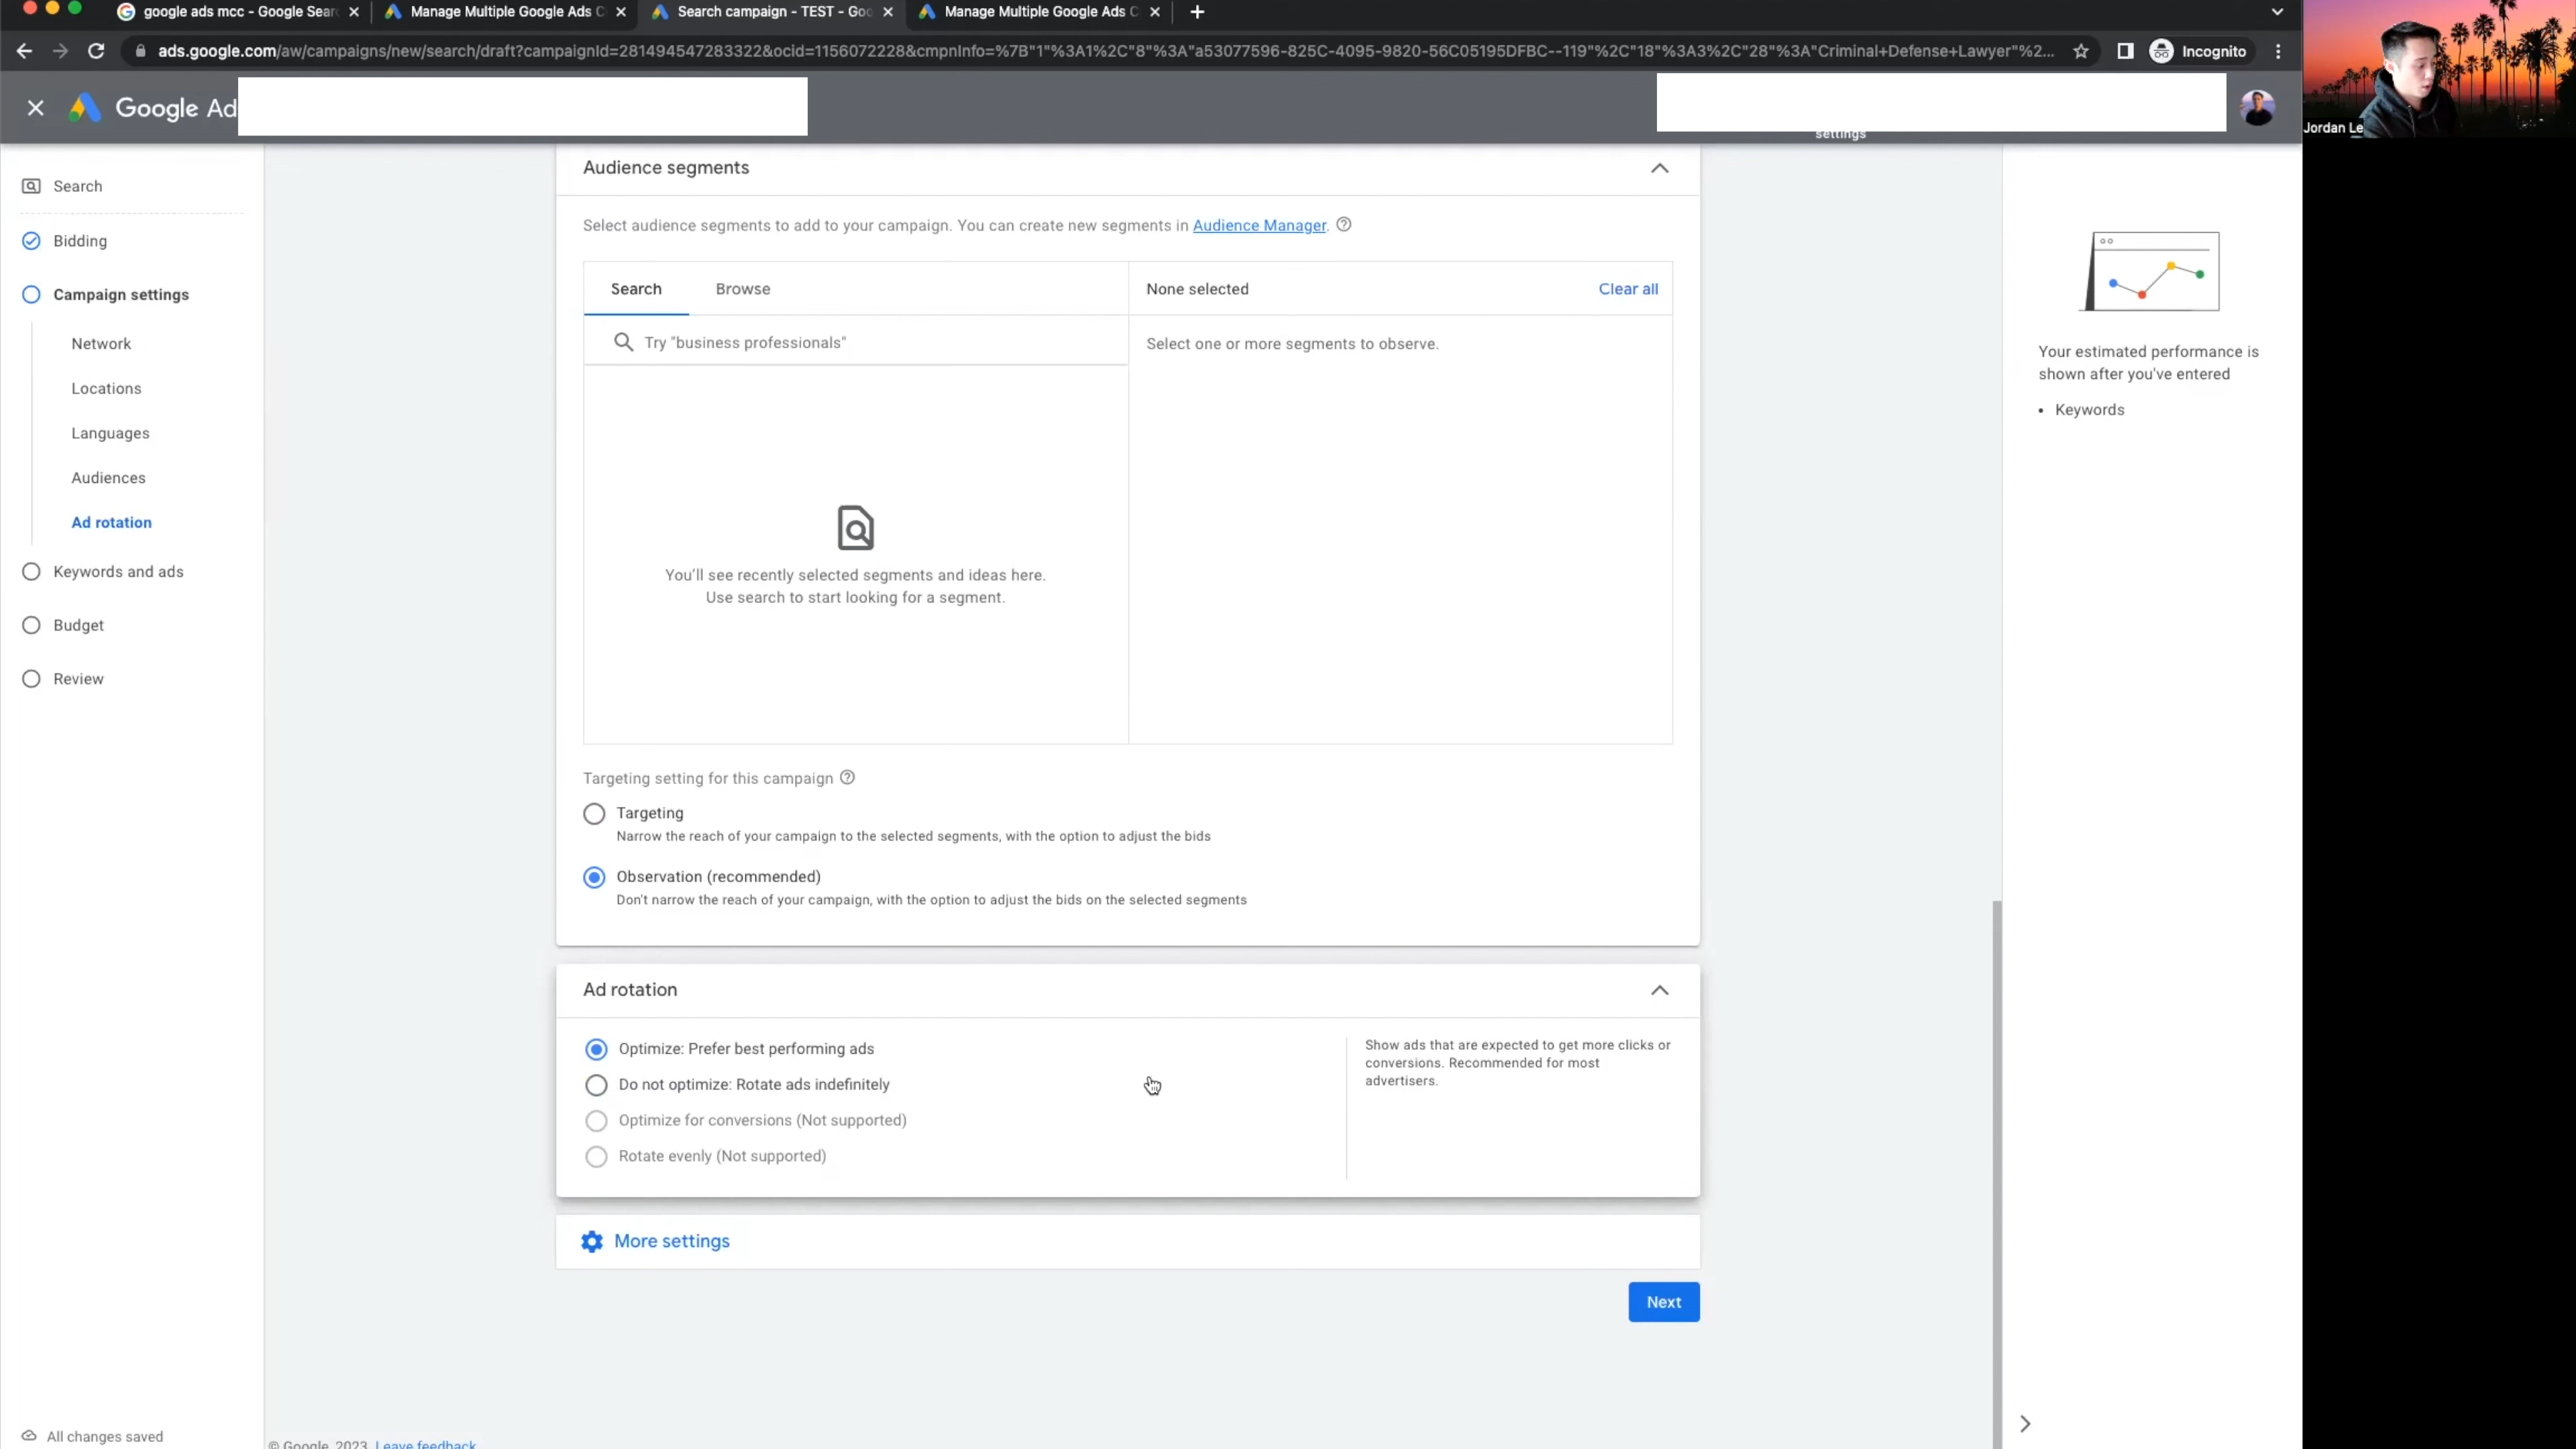 google ads mcc - Google Sear
Manage Multiple Google Ads C
Search campaign - TEST - Goo
Manage Multiple Google Ads C
ads.google.com/aw/campaigns/new/search/draft?campaignId=281494547283322&ocid=1156072228&cmpnInfo=%7B"1"%3A1%2C"8"%3A"a53077596-825C-4095-9820-56C05195DFBC--119"%2C"18"%3A3%2C"28"%3A"Criminal+Defense+Lawyer"%2...
Incognito
Google Ad
settings
Jordan Le
Search
Bidding
Campaign settings
Network
Locations
Languages
Audiences
Ad rotation
Keywords and ads
Budget
Review
All changes saved
Audience segments
Select audience segments to add to your campaign. You can create new segments in Audience Manager.
Search Browse
None selected
Clear all
Try "business professionals"
Select one or more segments to observe.
You'll see recently selected segments and ideas here.
Use search to start looking for a segment.
Targeting setting for this campaign
Targeting
Narrow the reach of your campaign to the selected segments, with the option to adjust the bids
Observation (recommended)
Don't narrow the reach of your campaign, with the option to adjust the bids on the selected segments
Ad rotation
Optimize: Prefer best performing ads
Do not optimize: Rotate ads indefinitely
Optimize for conversions (Not supported)
Rotate evenly (Not supported)
Show ads that are expected to get more clicks or
conversions. Recommended for most
advertisers.
More settings
Next
© Google, 2023. Leave feedback
Your estimated performance is
shown after you've entered
• Keywords